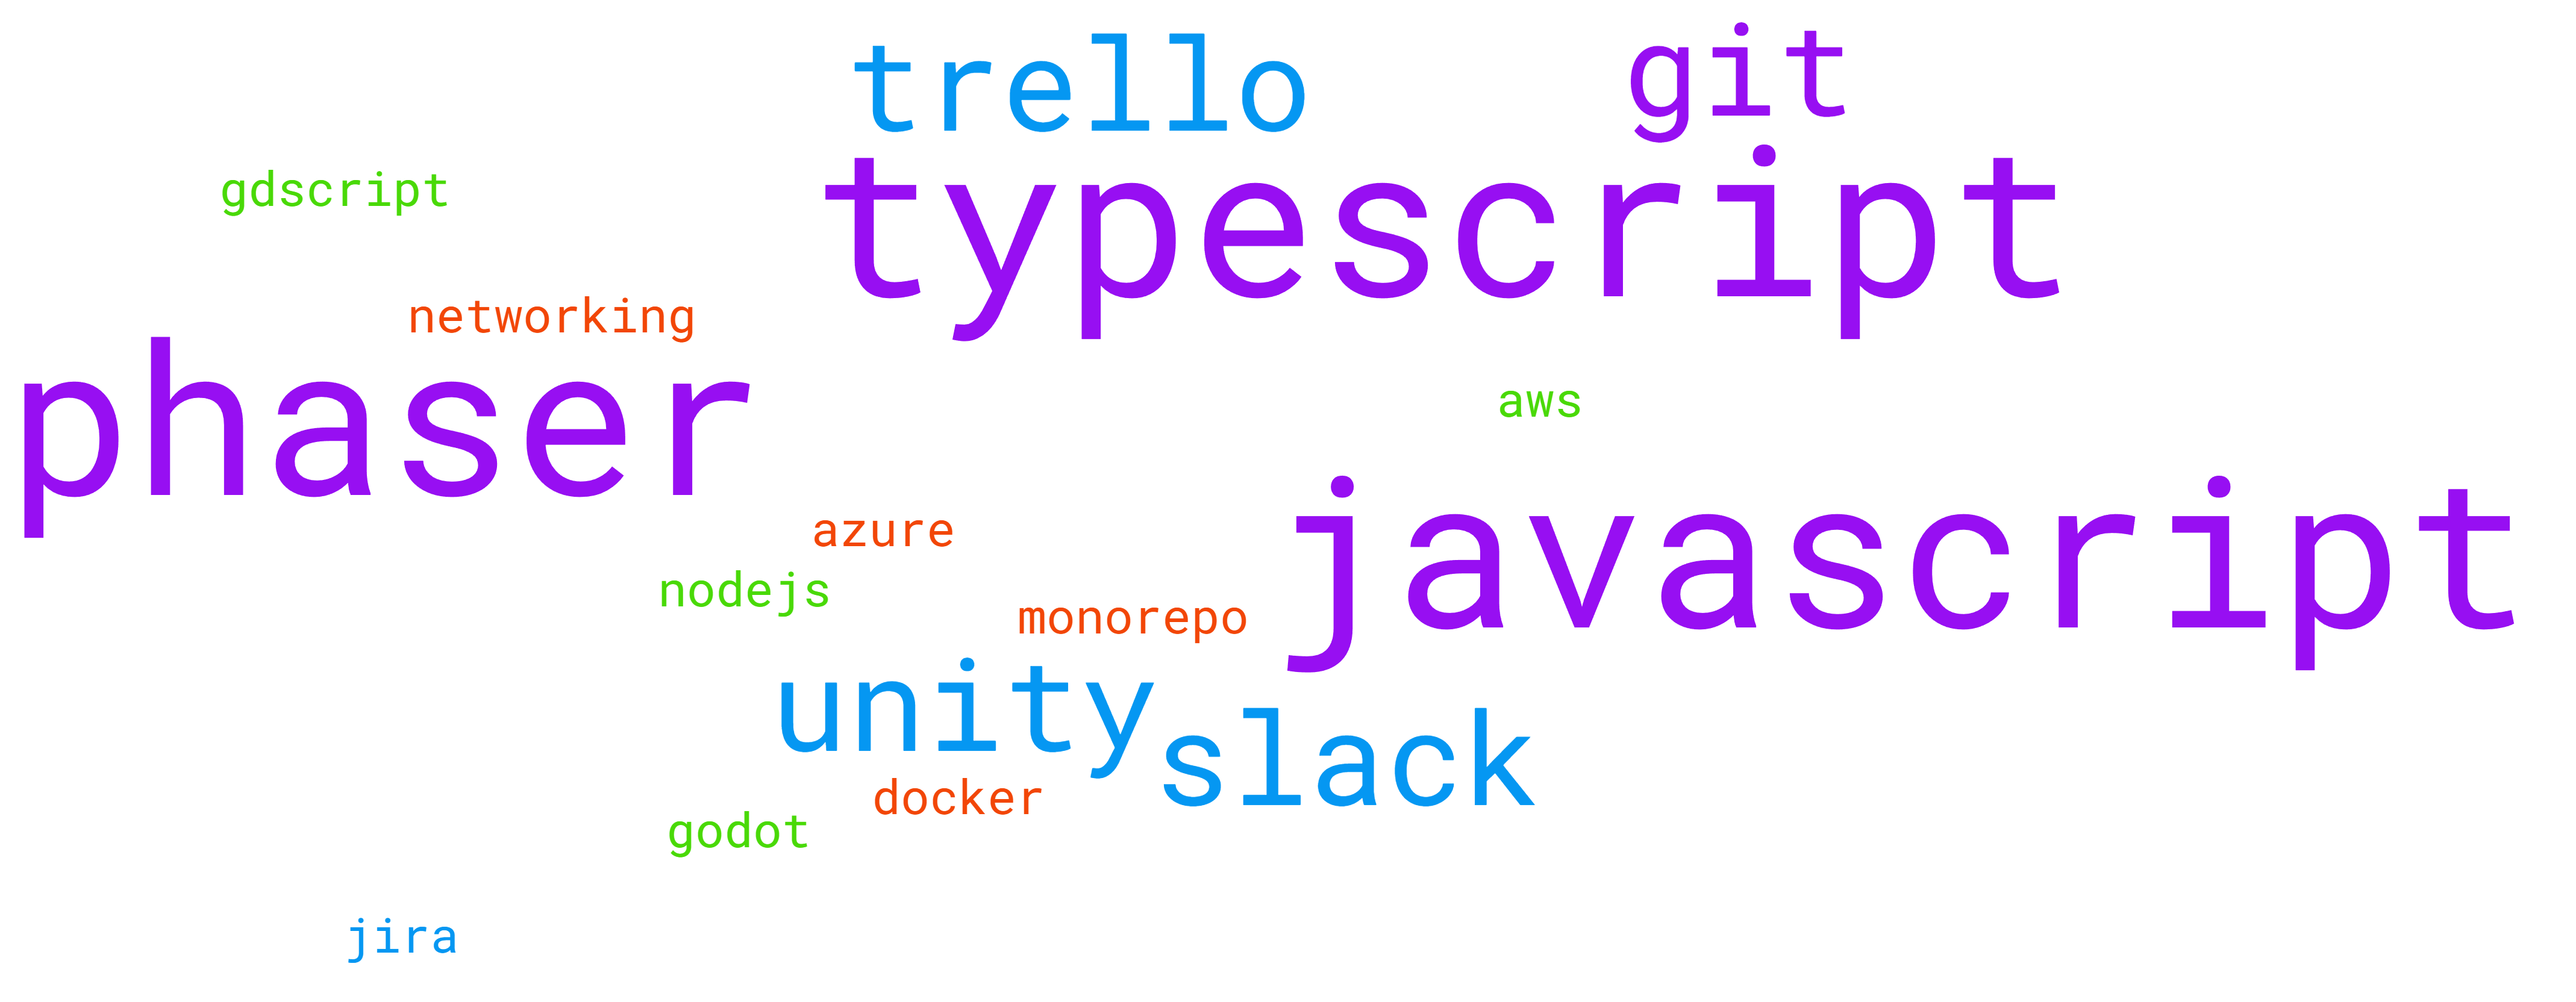 trello
git
typescript
gdscript
networking
phaser
aws
javascript
azure
nodejs
monorepo
unity
slack
docker
godot
jira